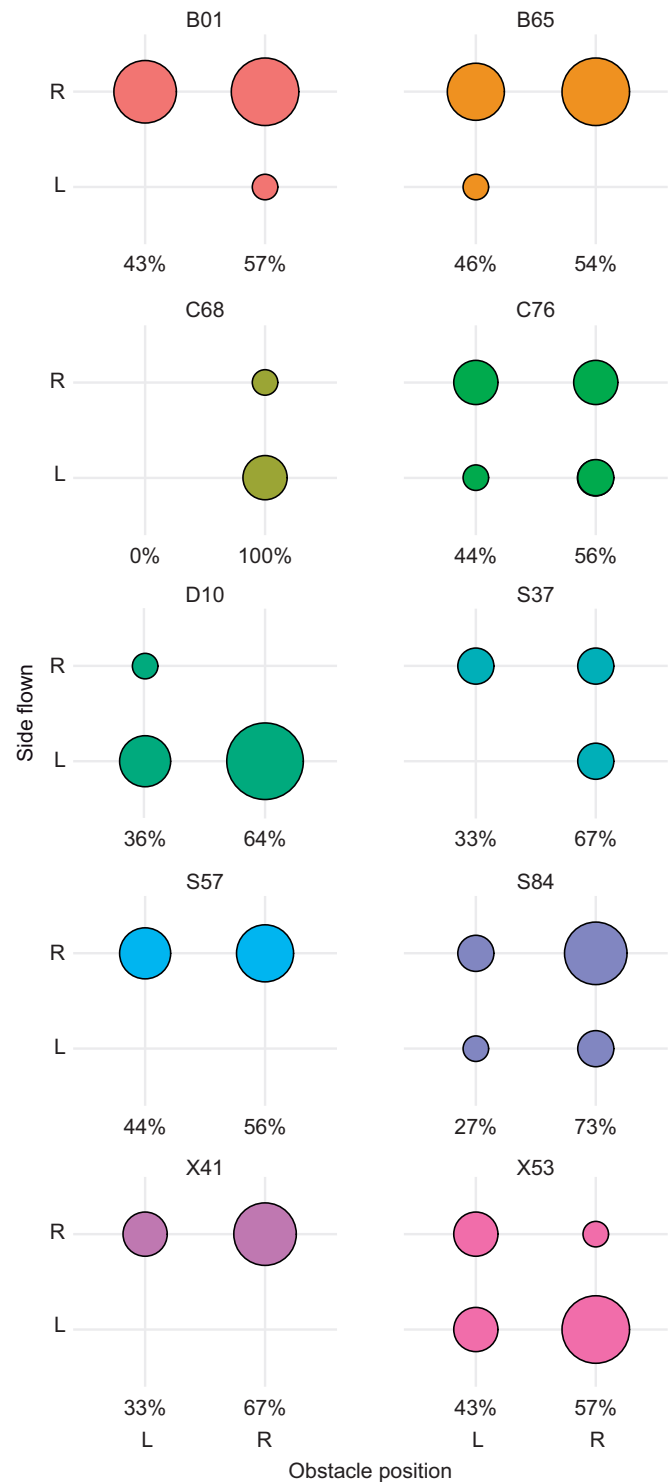 B01 B65
R
L
43% 57% 46% 54%
C68 C76
R
L
0% 100% 44% 56%
D10 S37
R
Side flown
L
36% 64% 33% 67%
S57 S84
R
L
44% 56% 27% 73%
X41 X53
R
L
33% 67% 43% 57%
L R L R
Obstacle position